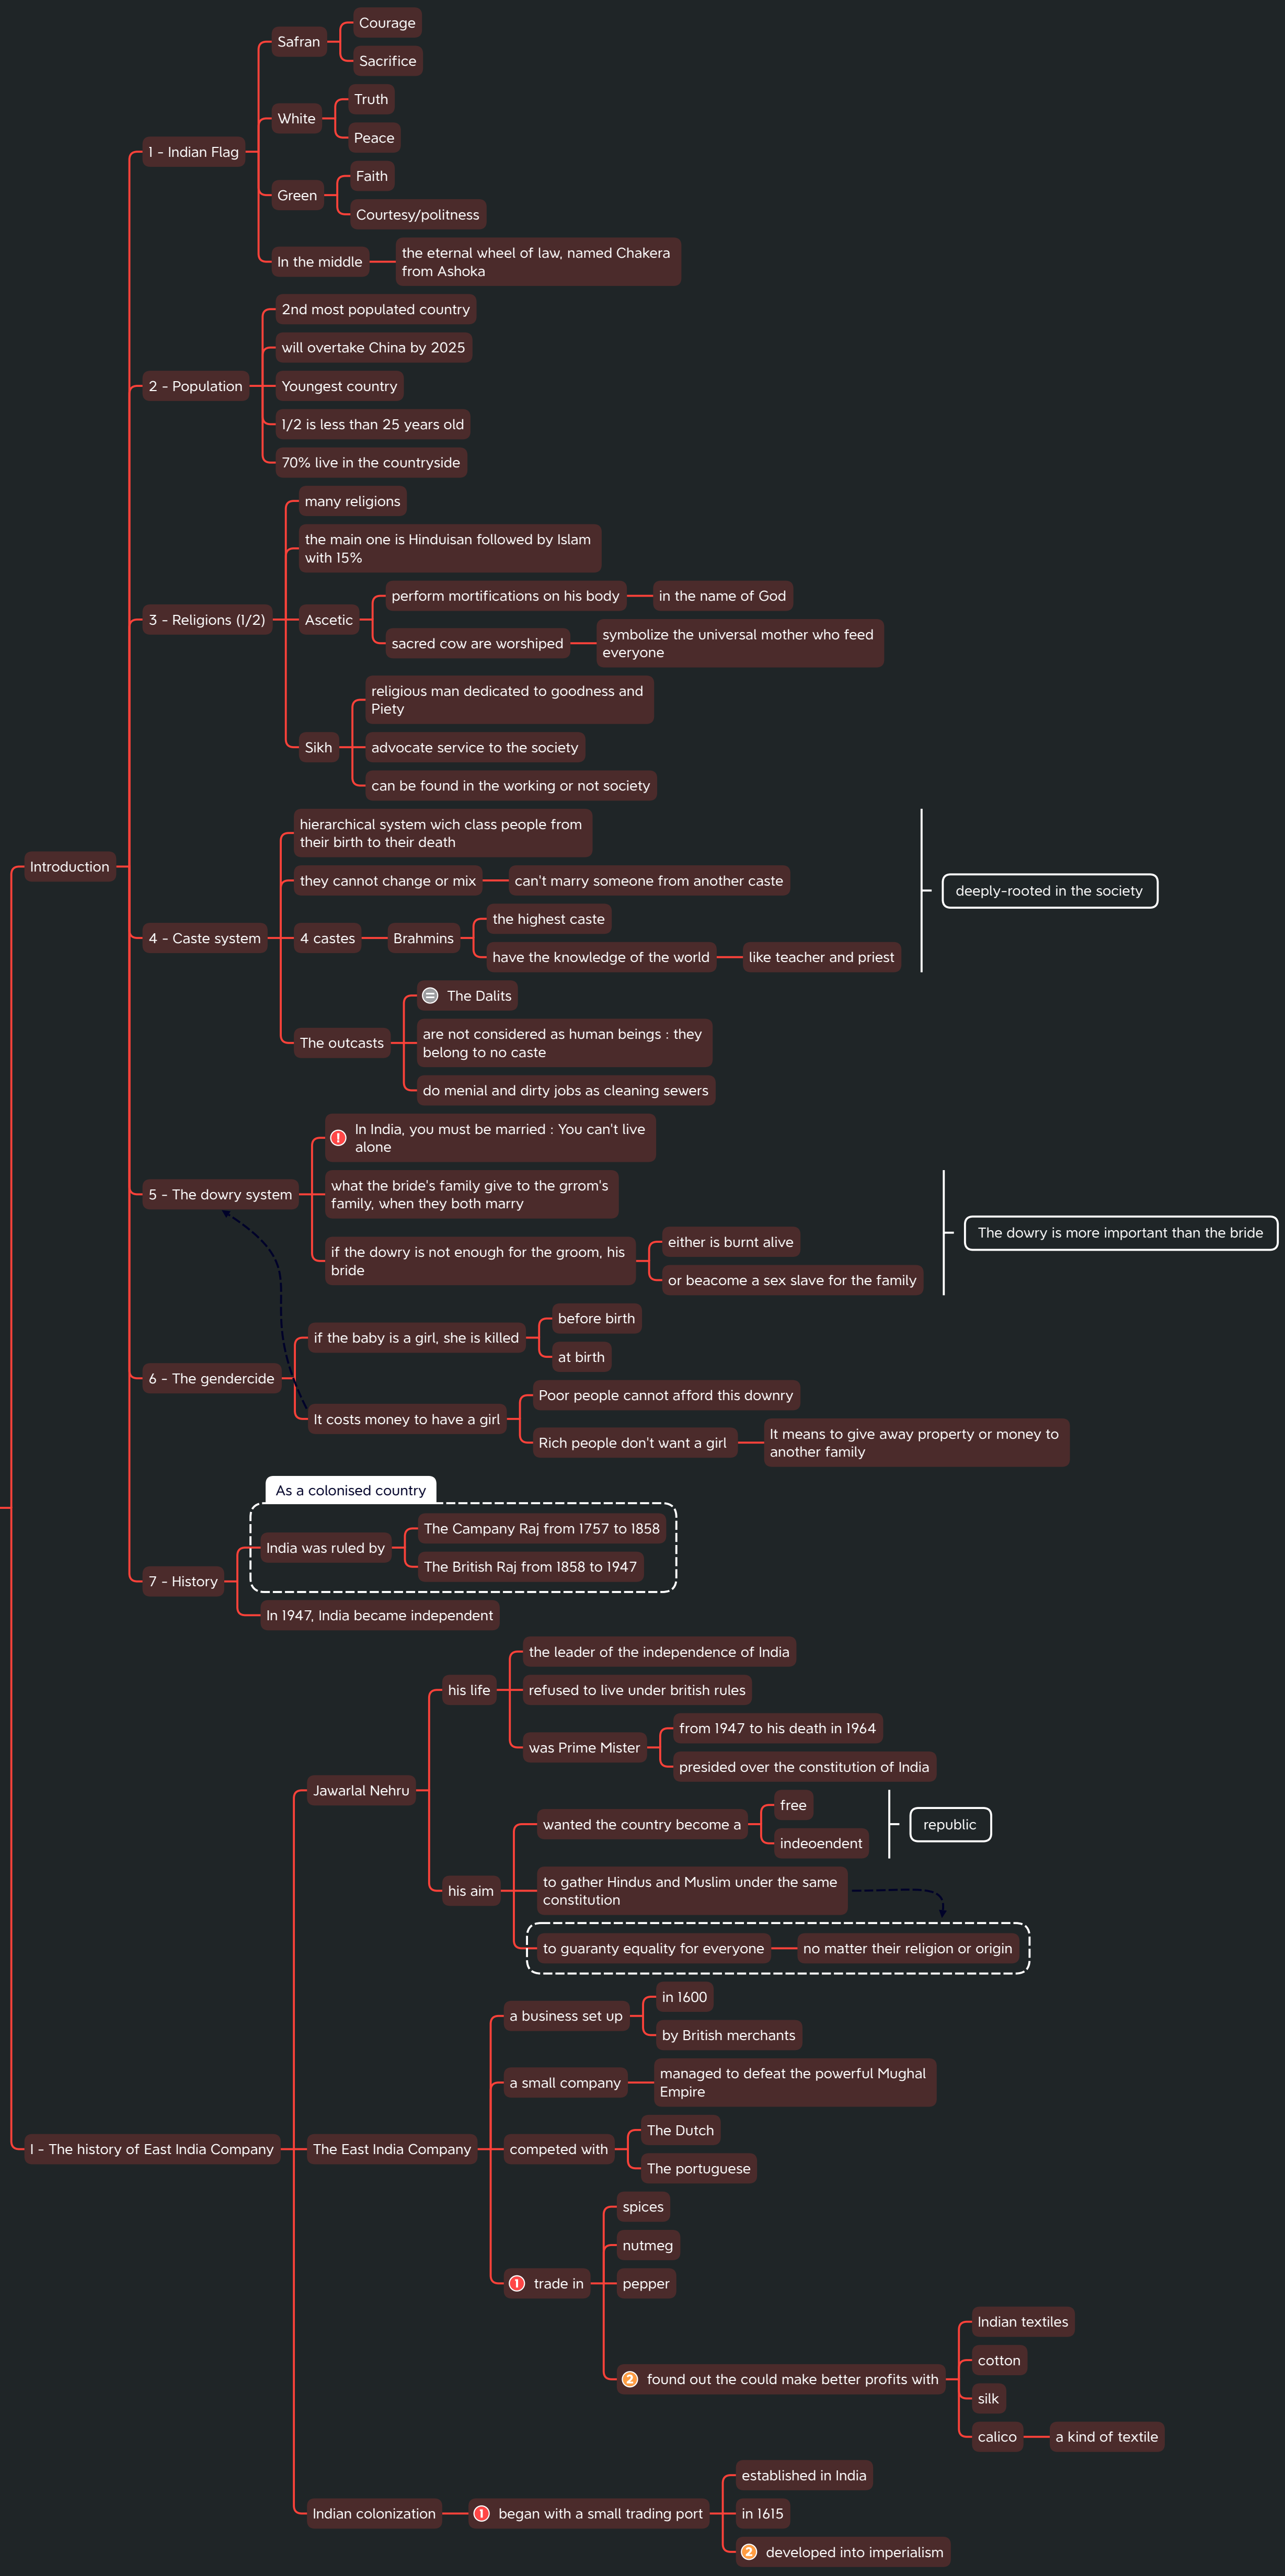 Introduction
1 - Indian Flag
Safran
Courage
Sacrifice
White
Truth
Peace
Green
Faith
Courtesy/politness
In the middle
the eternal wheel of law, named Chakera
from Ashoka
2 - Population
2nd most populated country
will overtake China by 2025
Youngest country
1/2 is less than 25 years old
70% live in the countryside
3 - Religions (1/2)
many religions
the main one is Hinduisan followed by Islam
with 15%
Ascetic
perform mortifications on his body
in the name of God
sacred cow are worshiped
symbolize the universal mother who feed
everyone
Sikh
religious man dedicated to goodness and
Piety
advocate service to the society
can be found in the working or not society
4 - Caste system
hierarchical system wich class people from
their birth to their death
they cannot change or mix
can't marry someone from another caste
4 castes
Brahmins
the highest caste
have the knowledge of the world
like teacher and priest
deeply-rooted in the society
The outcasts
The Dalits
are not considered as human beings : they
belong to no caste
do menial and dirty jobs as cleaning sewers
5 - The dowry system
In India, you must be married : You can't live
alone
what the bride's family give to the grrom's
family, when they both marry
if the dowry is not enough for the groom, his
bride
either is burnt alive
or beacome a sex slave for the family
The dowry is more important than the bride
6 - The gendercide
if the baby is a girl, she is killed
before birth
at birth
It costs money to have a girl
Poor people cannot afford this downry
Rich people don't want a girl
It means to give away property or money to
another family
7 - History
As a colonised country
India was ruled by
The Campany Raj from 1757 to 1858
The British Raj from 1858 to 1947
In 1947, India became independent
I - The history of East India Company
Jawarlal Nehru
his life
the leader of the independence of India
refused to live under british rules
was Prime Mister
from 1947 to his death in 1964
presided over the constitution of India
his aim
wanted the country become a
free
indeoendent
republic
to gather Hindus and Muslim under the same
constitution
to guaranty equality for everyone
no matter their religion or origin
The East India Company
a business set up
in 1600
by British merchants
a small company
managed to defeat the powerful Mughal
Empire
competed with
The Dutch
The portuguese
1 trade in
spices
nutmeg
pepper
2 found out the could make better profits with
Indian textiles
cotton
silk
calico
a kind of textile
Indian colonization
1 began with a small trading port
established in India
in 1615
2 developed into imperialism